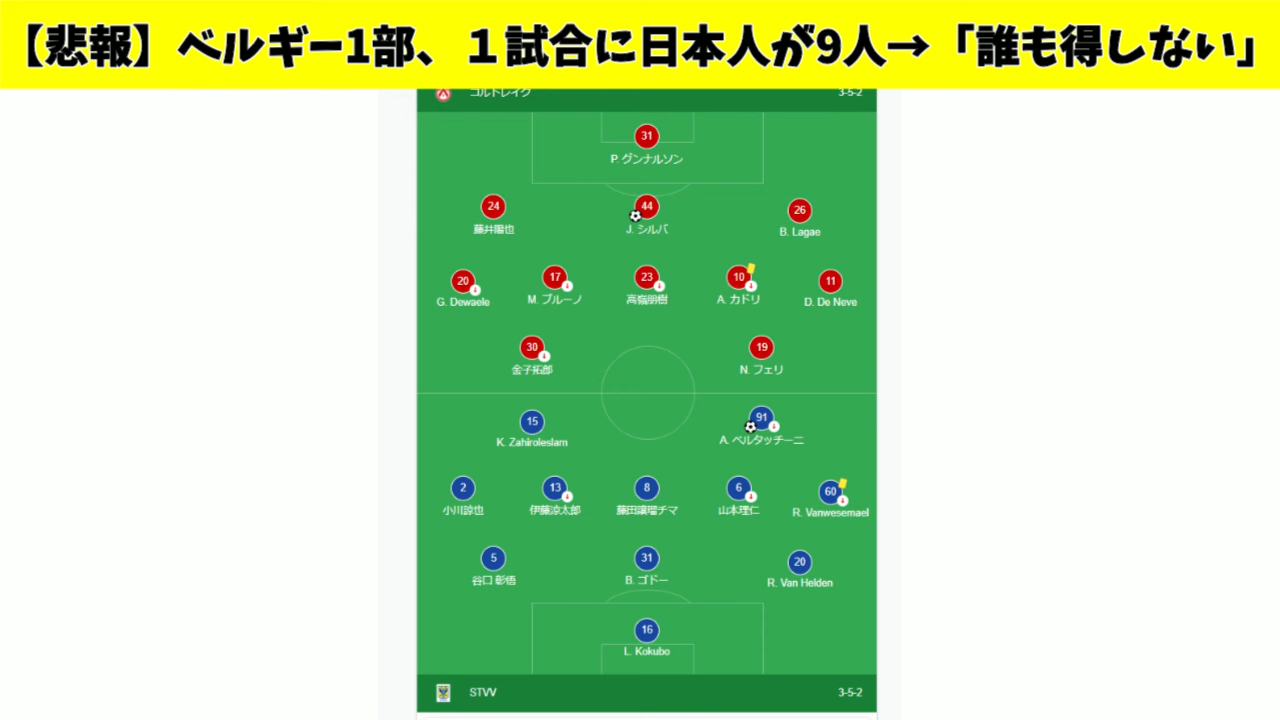 【悲報】ベルギー1部、１試合に日本人が9人→「誰も得しない」
コルトレイク 3-5-2
31
P. グンナルソン
24 44 26
藤井陽也 J. シルバ B. Lagae
20 17 23 10 11
G. Dewaele M. ブルーノ 高嶺朋樹 A. カドリ D. De Neve
30 19
金子拓郎 N. フェリ
15 91
K. Zahiroleslam A. ベルタッチーニ
2 13 8 6 60
小川諒也 伊藤涼太郎 藤田譲瑠チマ 山本理仁 R. Vanwesemael
5 31 20
谷口 彰悟 B. ゴドー R. Van Helden
16
L. Kokubo
STVV 3-5-2